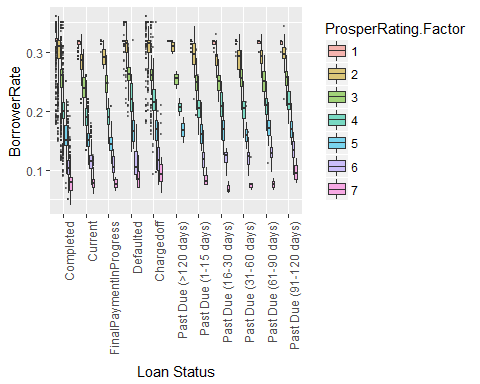 BorrowerRate
0.3
0.2
0.1
Completed
Current
FinalPaymentInProgress
Defaulted
Chargedoff
Past Due (>120 days)
Past Due (1-15 days)
Past Due (16-30 days)
Past Due (31-60 days)
Past Due (61-90 days)
Past Due (91-120 days)
Loan Status
ProsperRating.Factor
1
2
3
4
5
6
7